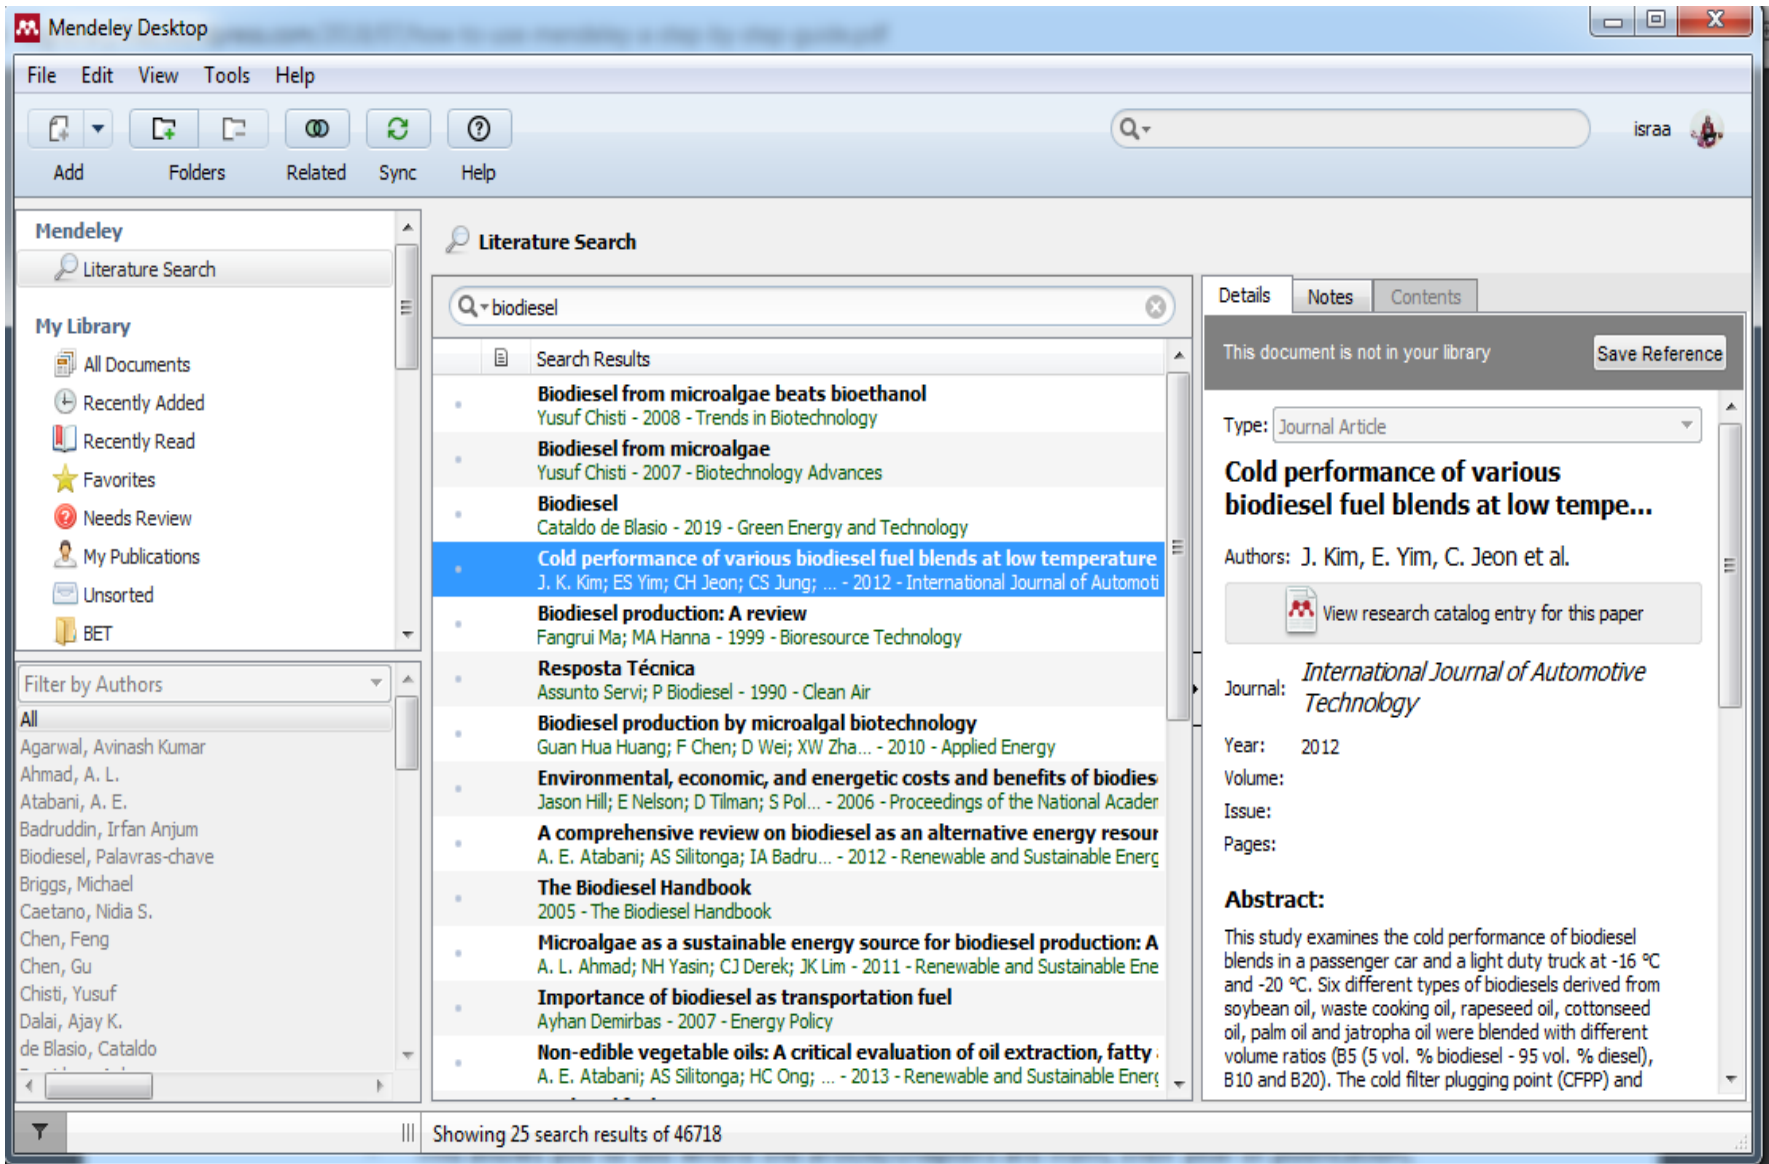 Mendeley Desktop
File Edit View Tools Help
israa
Add Folders Related Sync Help
Mendeley
Literature Search
My Library
All Documents
Recently Added
Recently Read
Favorites
Needs Review
My Publications
Unsorted
BET
Filter by Authors
All
Agarwal, Avinash Kumar
Ahmad, A. L.
Atabani, A. E.
Badruddin, Irfan Anjum
Biodiesel, Palavras-chave
Briggs, Michael
Caetano, Nidia S.
Chen, Feng
Chen, Gu
Chisti, Yusuf
Dalai, Ajay K.
de Blasio, Cataldo
Literature Search
biodiesel
Search Results
Biodiesel from microalgae beats bioethanol
Yusuf Chisti - 2008 - Trends in Biotechnology
Biodiesel from microalgae
Yusuf Chisti - 2007 - Biotechnology Advances
Biodiesel
Cataldo de Blasio - 2019 - Green Energy and Technology
Cold performance of various biodiesel fuel blends at low temperature
J. K. Kim; ES Yim; CH Jeon; CS Jung; ... - 2012 - International Journal of Automoti
Biodiesel production: A review
Fangrui Ma; MA Hanna - 1999 - Bioresource Technology
Resposta Técnica
Assunto Servi; P Biodiesel - 1990 - Clean Air
Biodiesel production by microalgal biotechnology
Guan Hua Huang; F Chen; D Wei; XW Zha... - 2010 - Applied Energy
Environmental, economic, and energetic costs and benefits of biodies
Jason Hill; E Nelson; D Tilman; S Pol... - 2006 - Proceedings of the National Academ
A comprehensive review on biodiesel as an alternative energy resour
A. E. Atabani; AS Silitonga; IA Badru... - 2012 - Renewable and Sustainable Energ
The Biodiesel Handbook
2005 - The Biodiesel Handbook
Microalgae as a sustainable energy source for biodiesel production: A
A. L. Ahmad; NH Yasin; CJ Derek; JK Lim - 2011 - Renewable and Sustainable Ene
Importance of biodiesel as transportation fuel
Ayhan Demirbas - 2007 - Energy Policy
Non-edible vegetable oils: A critical evaluation of oil extraction, fatty
A. E. Atabani; AS Silitonga; HC Ong; ... - 2013 - Renewable and Sustainable Energ
Details Notes Contents
This document is not in your library Save Reference
Type: Journal Article
Cold performance of various
biodiesel fuel blends at low tempe...
Authors: J. Kim, E. Yim, C. Jeon et al.
View research catalog entry for this paper
Journal: International Journal of Automotive
Technology
Year: 2012
Volume:
Issue:
Pages:
Abstract:
This study examines the cold performance of biodiesel
blends in a passenger car and a light duty truck at -16 °C
and -20 °C. Six different types of biodiesels derived from
soybean oil, waste cooking oil, rapeseed oil, cottonseed
oil, palm oil and jatropha oil were blended with different
volume ratios (B5 (5 vol. % biodiesel - 95 vol. % diesel),
B10 and B20). The cold filter plugging point (CFPP) and
Showing 25 search results of 46718